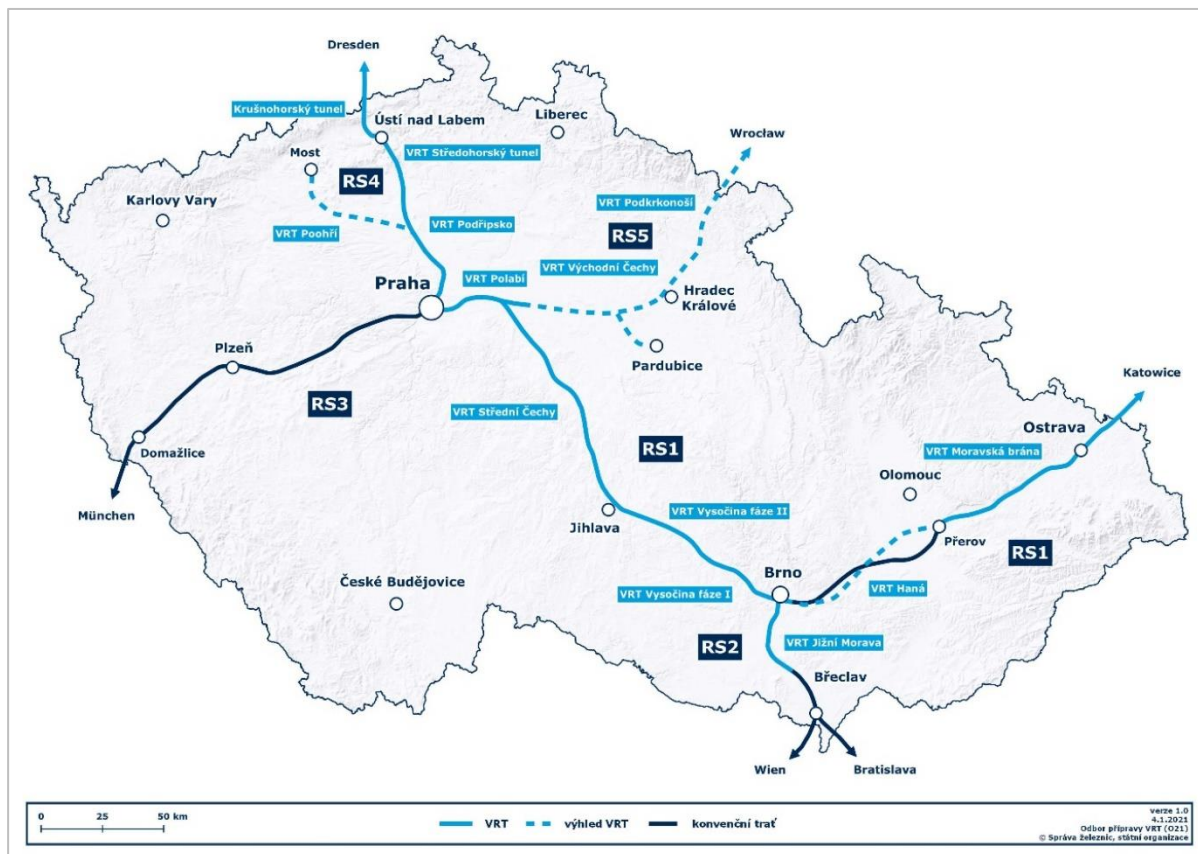 Dresden
Krušnohorský tunel
Ústí nad Labem
Liberec
VRT Středohorský tunel
Wrocław
Most
RS4
Karlovy Vary
VRT Podkrkonoší
VRT Poohří
VRT Podřipsko
RS5
VRT Východní Čechy
VRT Polabí
Praha
Hradec
Králové
Plzeň
Pardubice
Katowice
RS3
VRT Střední Čechy
Ostrava
Domažlice
RS1
VRT Moravská brána
Olomouc
München
Jihlava
VRT Vysočina fáze II
Přerov
RS1
Brno
České Budějovice
VRT Vysočina fáze I
VRT Haná
RS2
VRT Jižní Morava
Břeclav
Wien
Bratislava
0 25 50 km
VRT
výhled VRT
konvenční trať
verze 1.0
4.1.2021
Odbor přípravy VRT (O21)
© Správa železnic, státní organizace